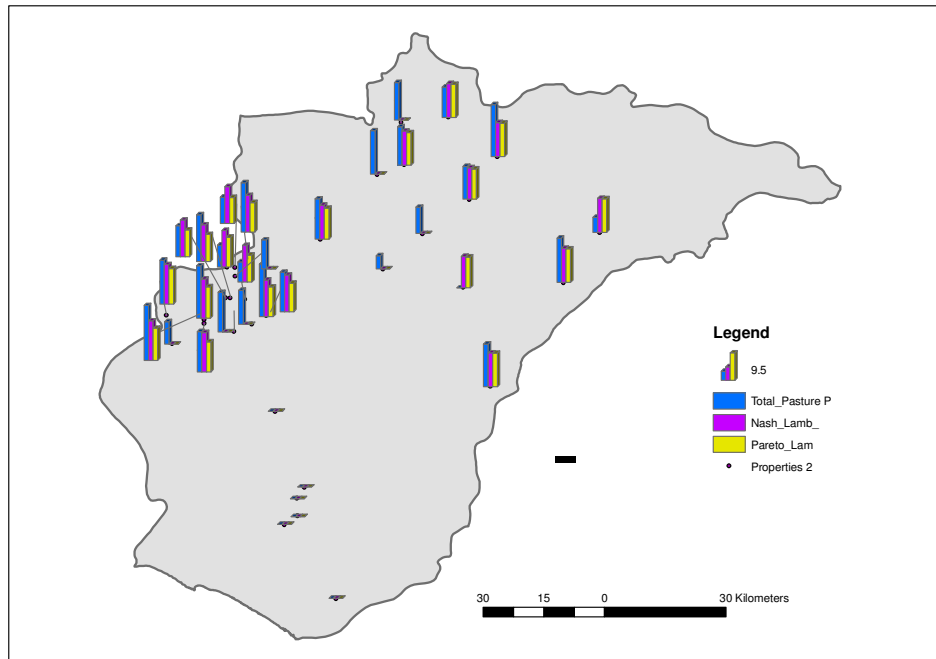 Legend
9.5
Total_Pasture P
Nash_Lamb_
Pareto_Lam
Properties 2
30 15 0 30 Kilometers